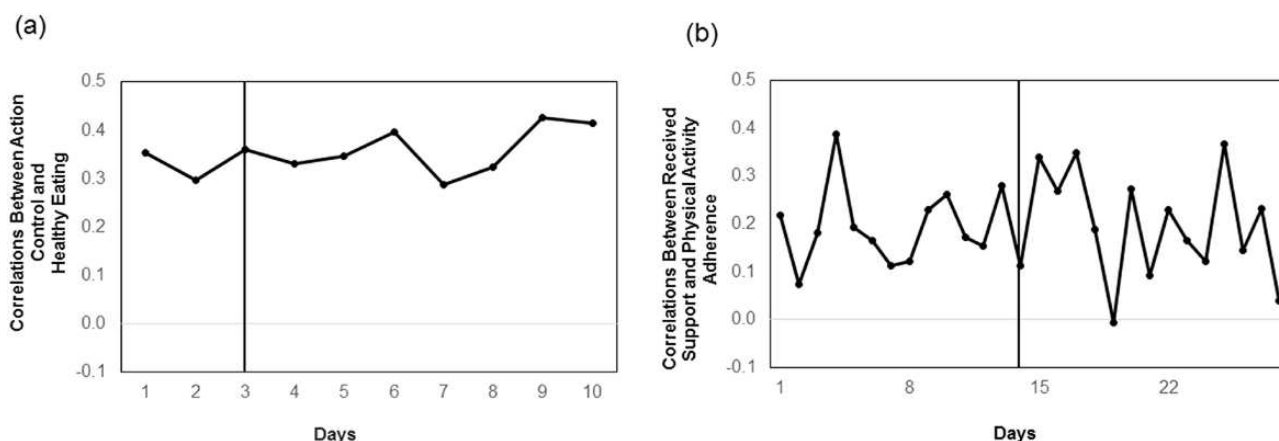 (a)
Correlations Between Action
Control and
Healthy Eating
0.5
0.4
0.3
0.2
0.1
0.0
-0.1
1 2 3 4 5 6 7 8 9 10
Days
(b)
Correlations Between Received
Support and Physical Activity
Adherence
0.5
0.4
0.3
0.2
0.1
0.0
-0.1
1 8 15 22
Days